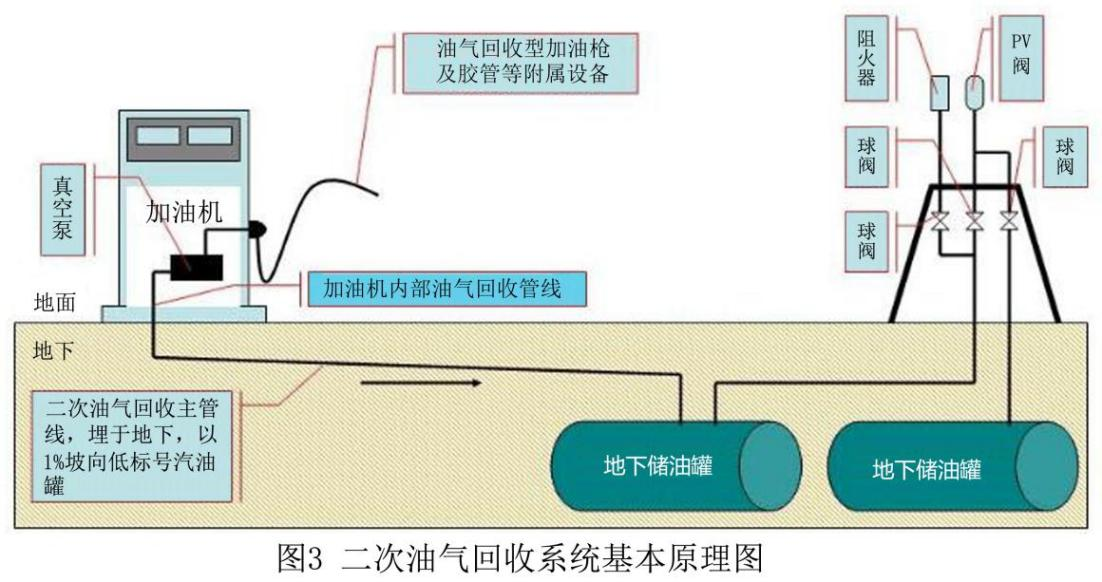 油气回收型加油枪
及胶管等附属设备
阻火器
PV
阀
真空泵
加油机
球阀
球阀
球阀
加油机内部油气回收管线
地面
地下
二次油气回收主管
线，埋于地下，以
1%坡向低标号汽油
罐
地下储油罐
地下储油罐
图3 二次油气回收系统基本原理图